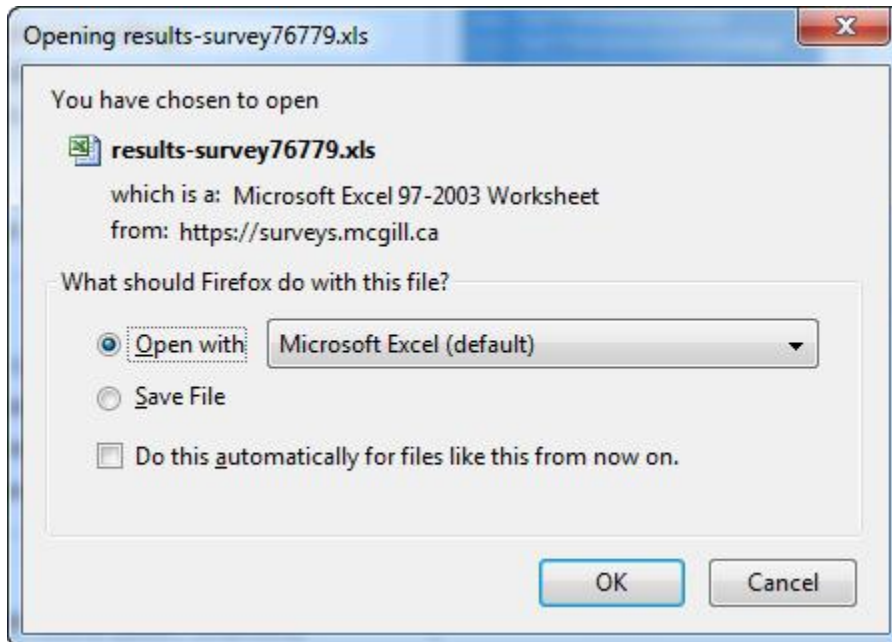 Opening results-survey76779.xls
You have chosen to open
results-survey76779.xls
which is a: Microsoft Excel 97-2003 Worksheet
from: https://surveys.mcgill.ca
What should Firefox do with this file?
Open with Microsoft Excel (default)
Save File
Do this automatically for files like this from now on.
OK Cancel